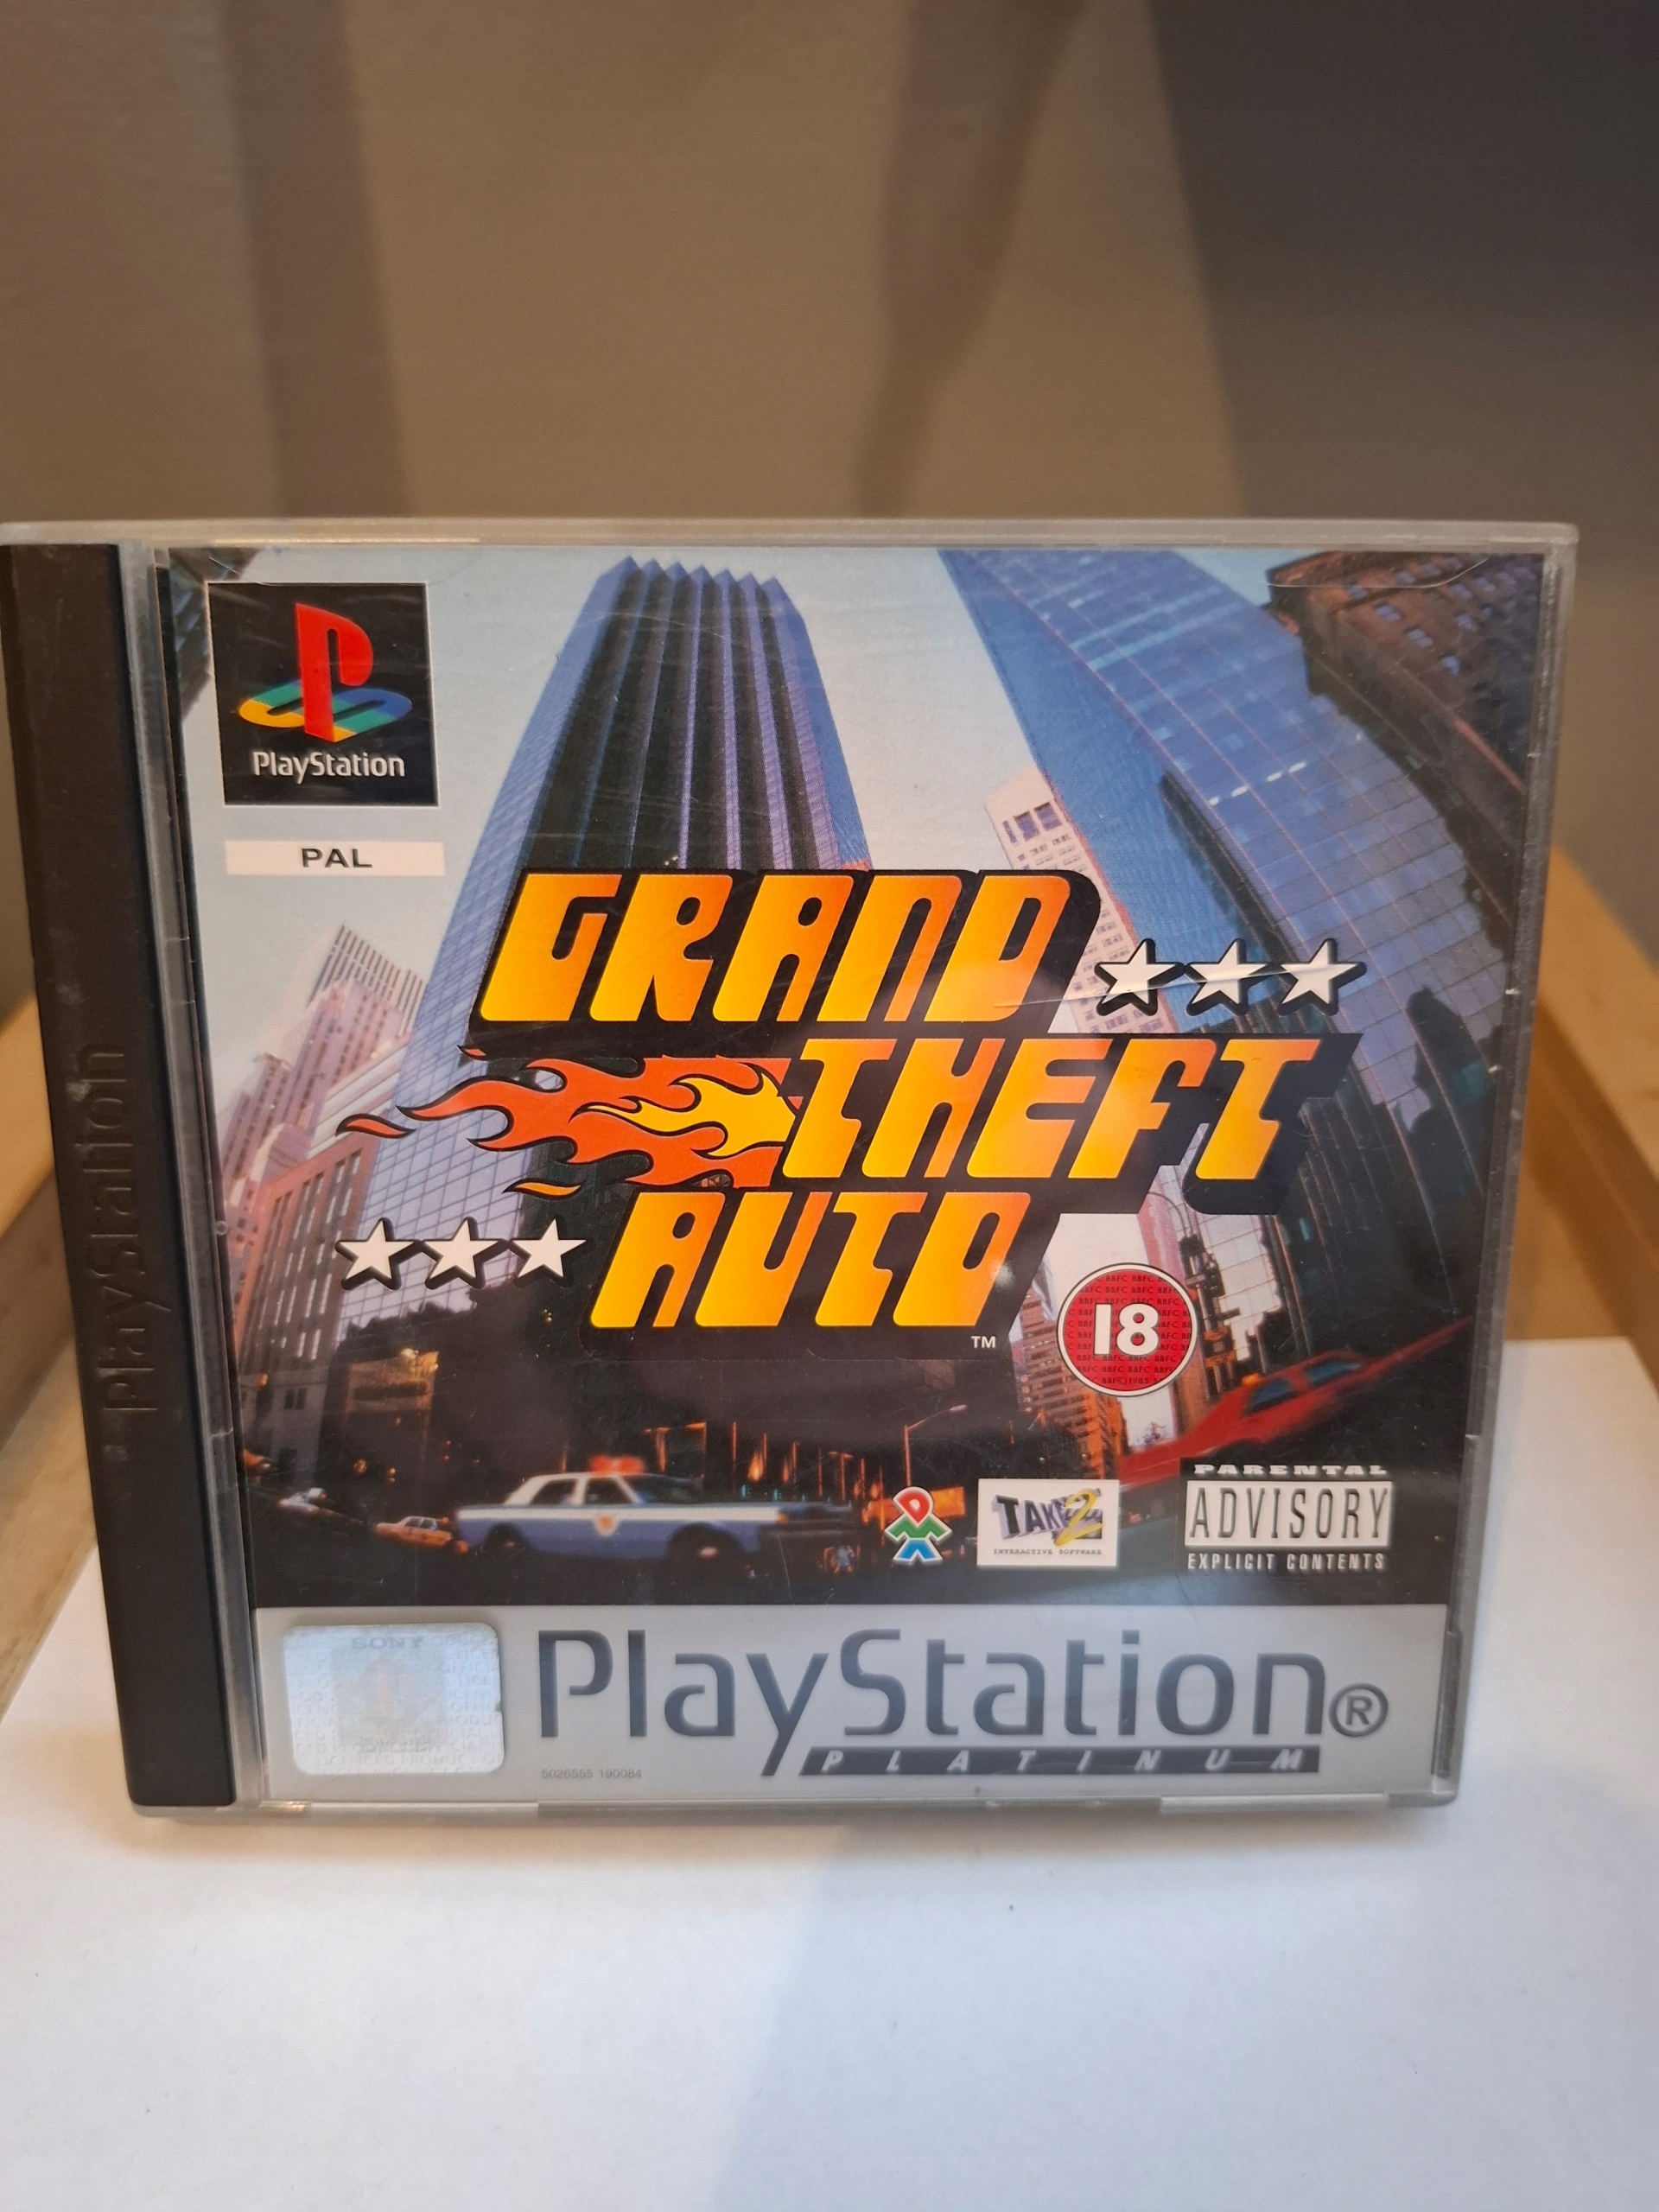 PlayStation
PAL
PlayStation
GRAND
THEFT
AUTO
TM
18
DMA
TAKE 2
INTERACTIVE SOFTWARE
PARENTAL
ADVISORY
EXPLICIT CONTENTS
SONY
PlayStation®
PLATINUM
5026555 190084